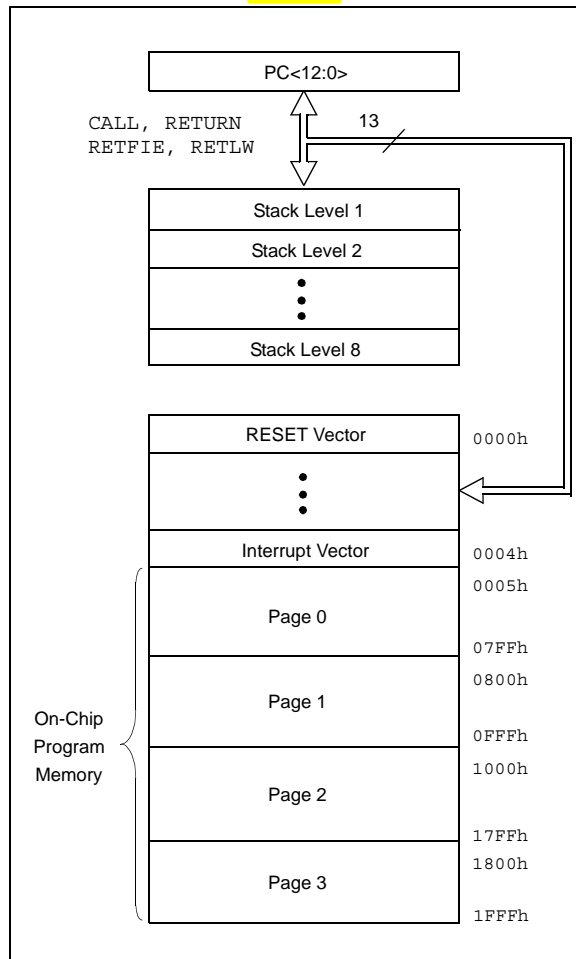 PC<12:0>
CALL, RETURN
RETFIE, RETLW
13
Stack Level 1
Stack Level 2
Stack Level 8
RESET Vector
0000h
Interrupt Vector
0004h
0005h
Page 0
07FFh
0800h
Page 1
0FFFh
On-Chip
Program
Memory
1000h
Page 2
17FFh
1800h
Page 3
1FFFh